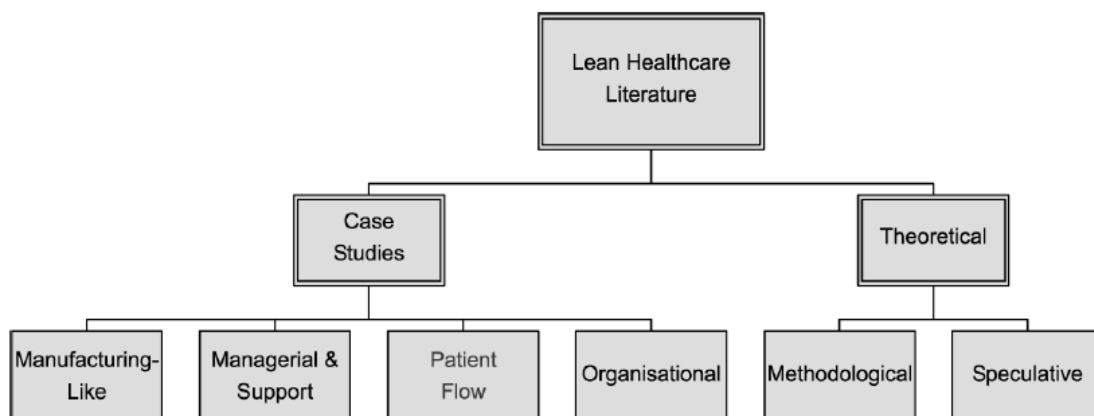 Lean Healthcare
Literature
Case
Studies
Theoretical
Manufacturing-
Like
Managerial &
Support
Patient
Flow
Organisational
Methodological
Speculative